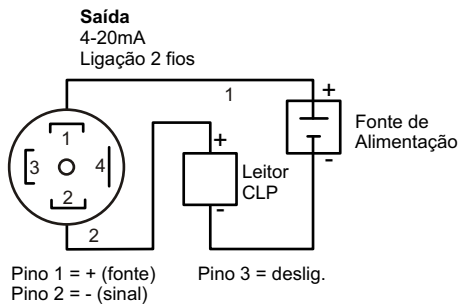 Saída
4-20mA
Ligação 2 fios
1
+
Fonte de
Alimentação
-
1
3
4
2
+
Leitor
CLP
-
2
Pino 1 = + (fonte)
Pino 2 = - (sinal)
Pino 3 = deslig.